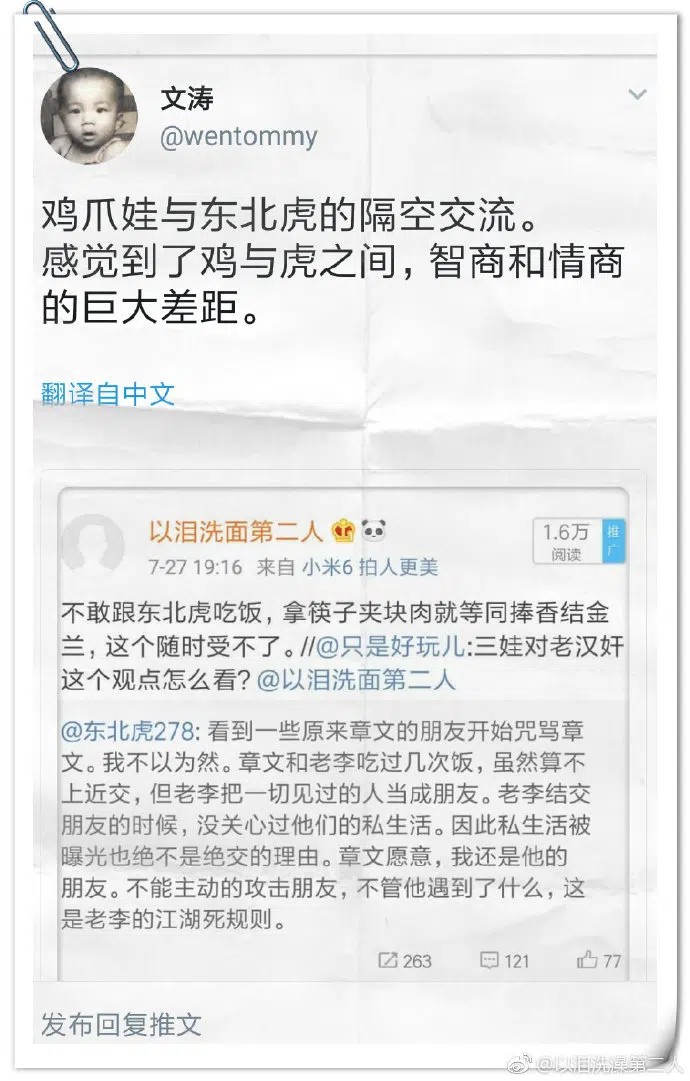 文涛
@wentommy
鸡爪娃与东北虎的隔空交流。
感觉到了鸡与虎之间，智商和情商
的巨大差距。
翻译自中文
以泪洗面第二人
1.6万
阅读
推广
7-27 19:16 来自 小米6 拍人更美
不敢跟东北虎吃饭，拿筷子夹块肉就等同捧香结金
兰，这个随时受不了。//@只是好玩儿:三娃对老汉奸
这个观点怎么看? @以泪洗面第二人
@东北虎278: 看到一些原来章文的朋友开始咒骂章
文。我不以为然。章文和老李吃过几次饭，虽然算不
上近交，但老李把一切见过的人当成朋友。老李结交
朋友的时候，没关心过他们的私生活。因此私生活被
曝光也绝不是绝交的理由。章文愿意，我还是他的
朋友。不能主动的攻击朋友，不管他遇到了什么，这
是老李的江湖死规则。
263 121 77
发布回复推文
@以泪洗澡第二人